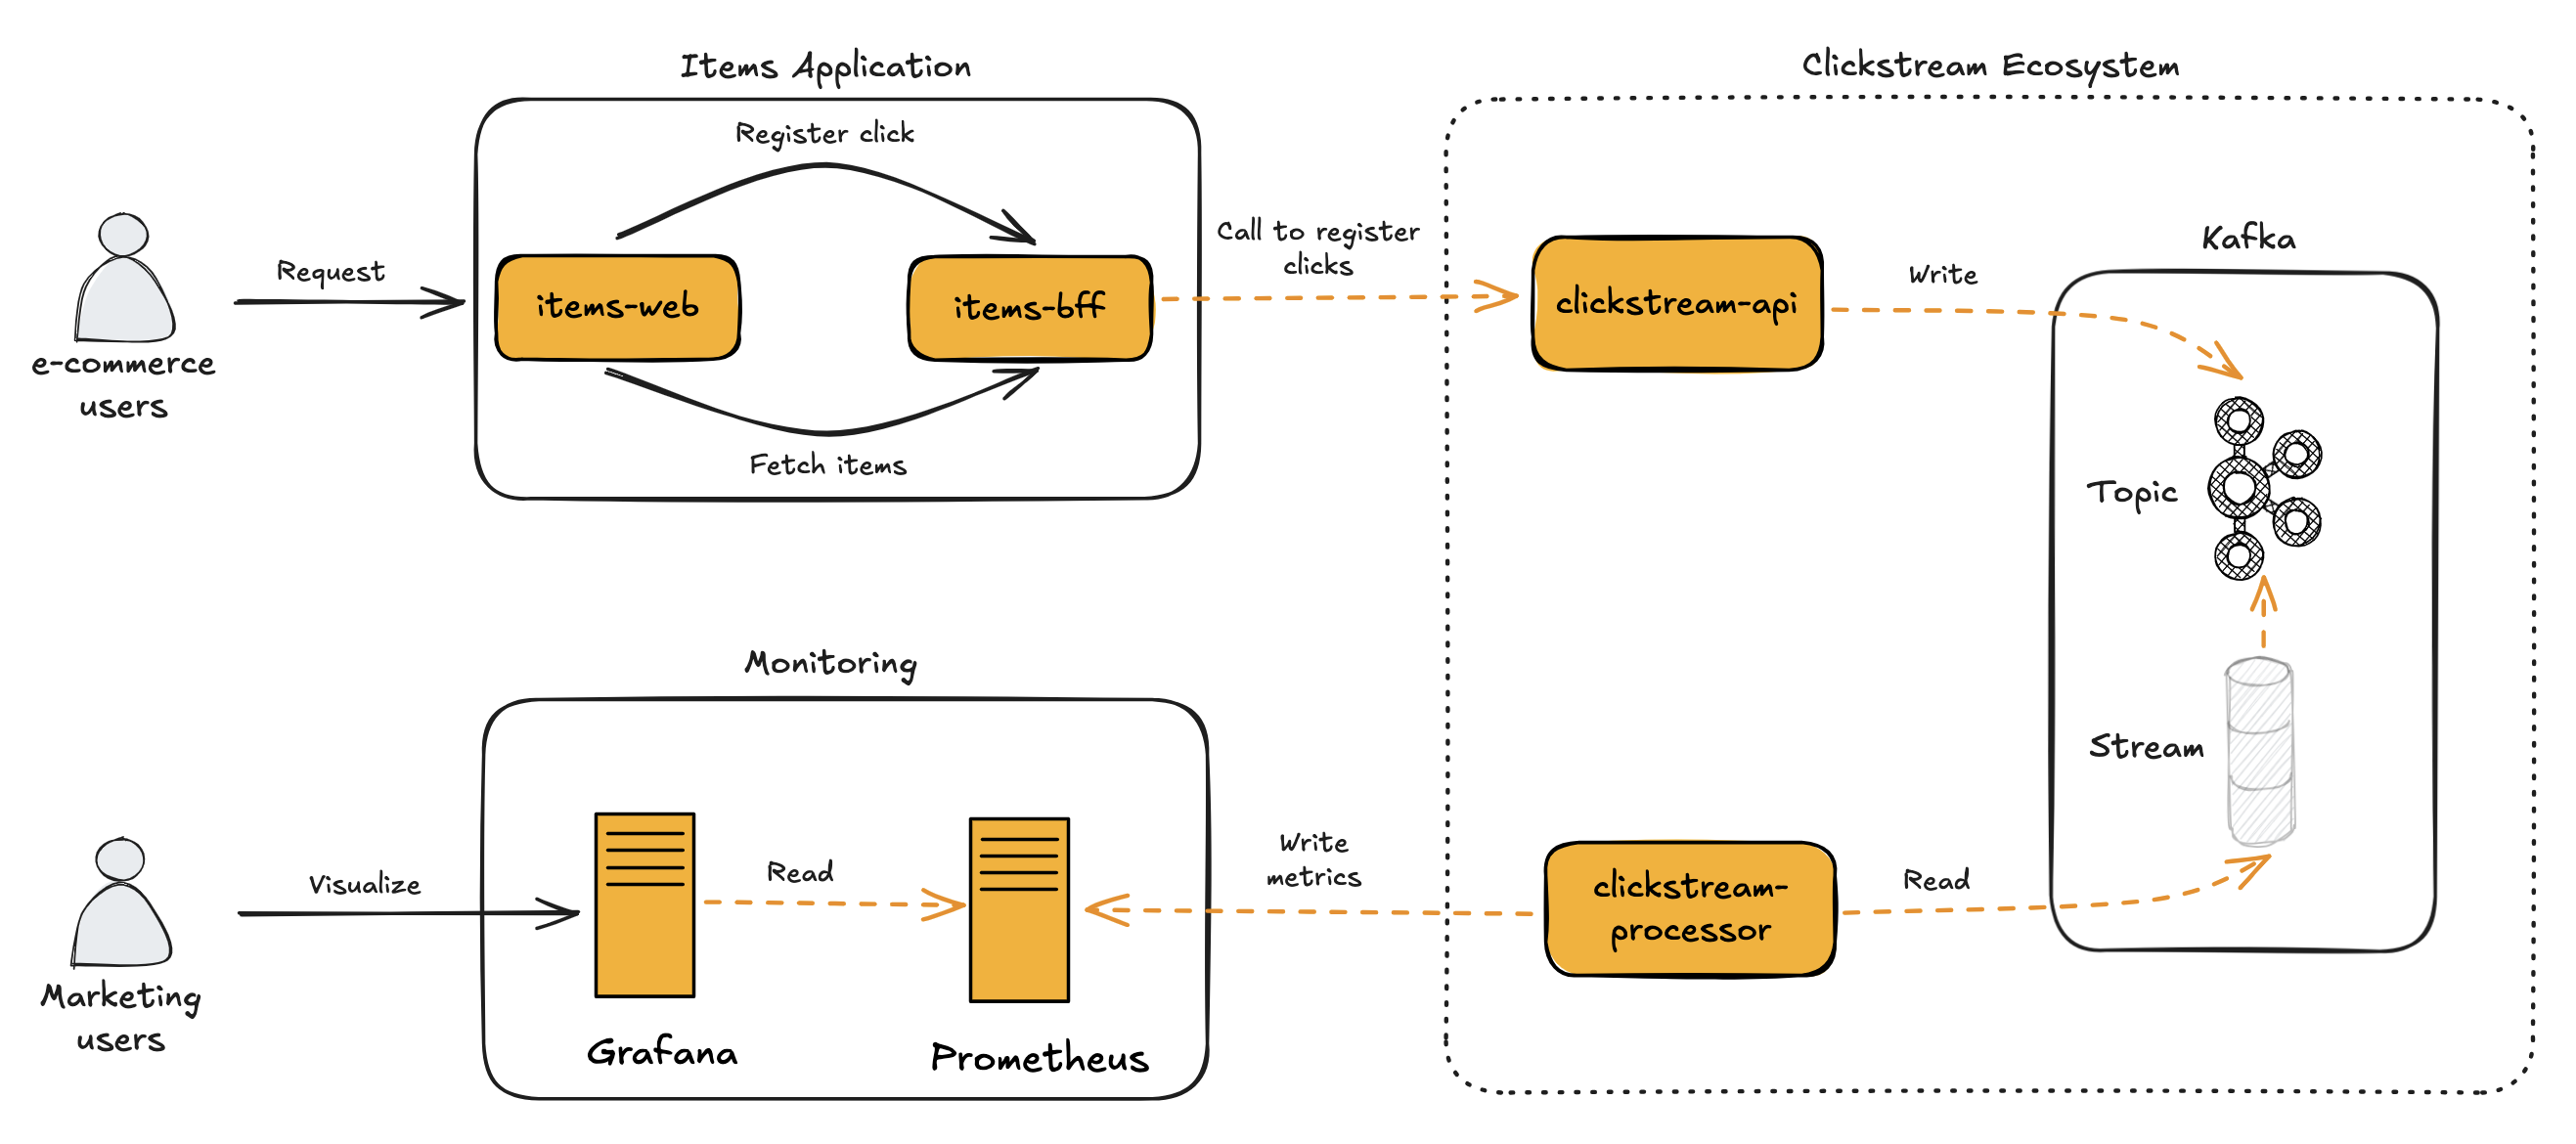 Items Application
Clickstream Ecosystem
Register click
Request
items-web
items-bff
Fetch items
e-commerce
users
Call to register
clicks
clickstream-api
Write
Kafka
Topic
Stream
Monitoring
Visualize
Read
Write
metrics
clickstream-
processor
Read
Marketing
users
Grafana
Prometheus